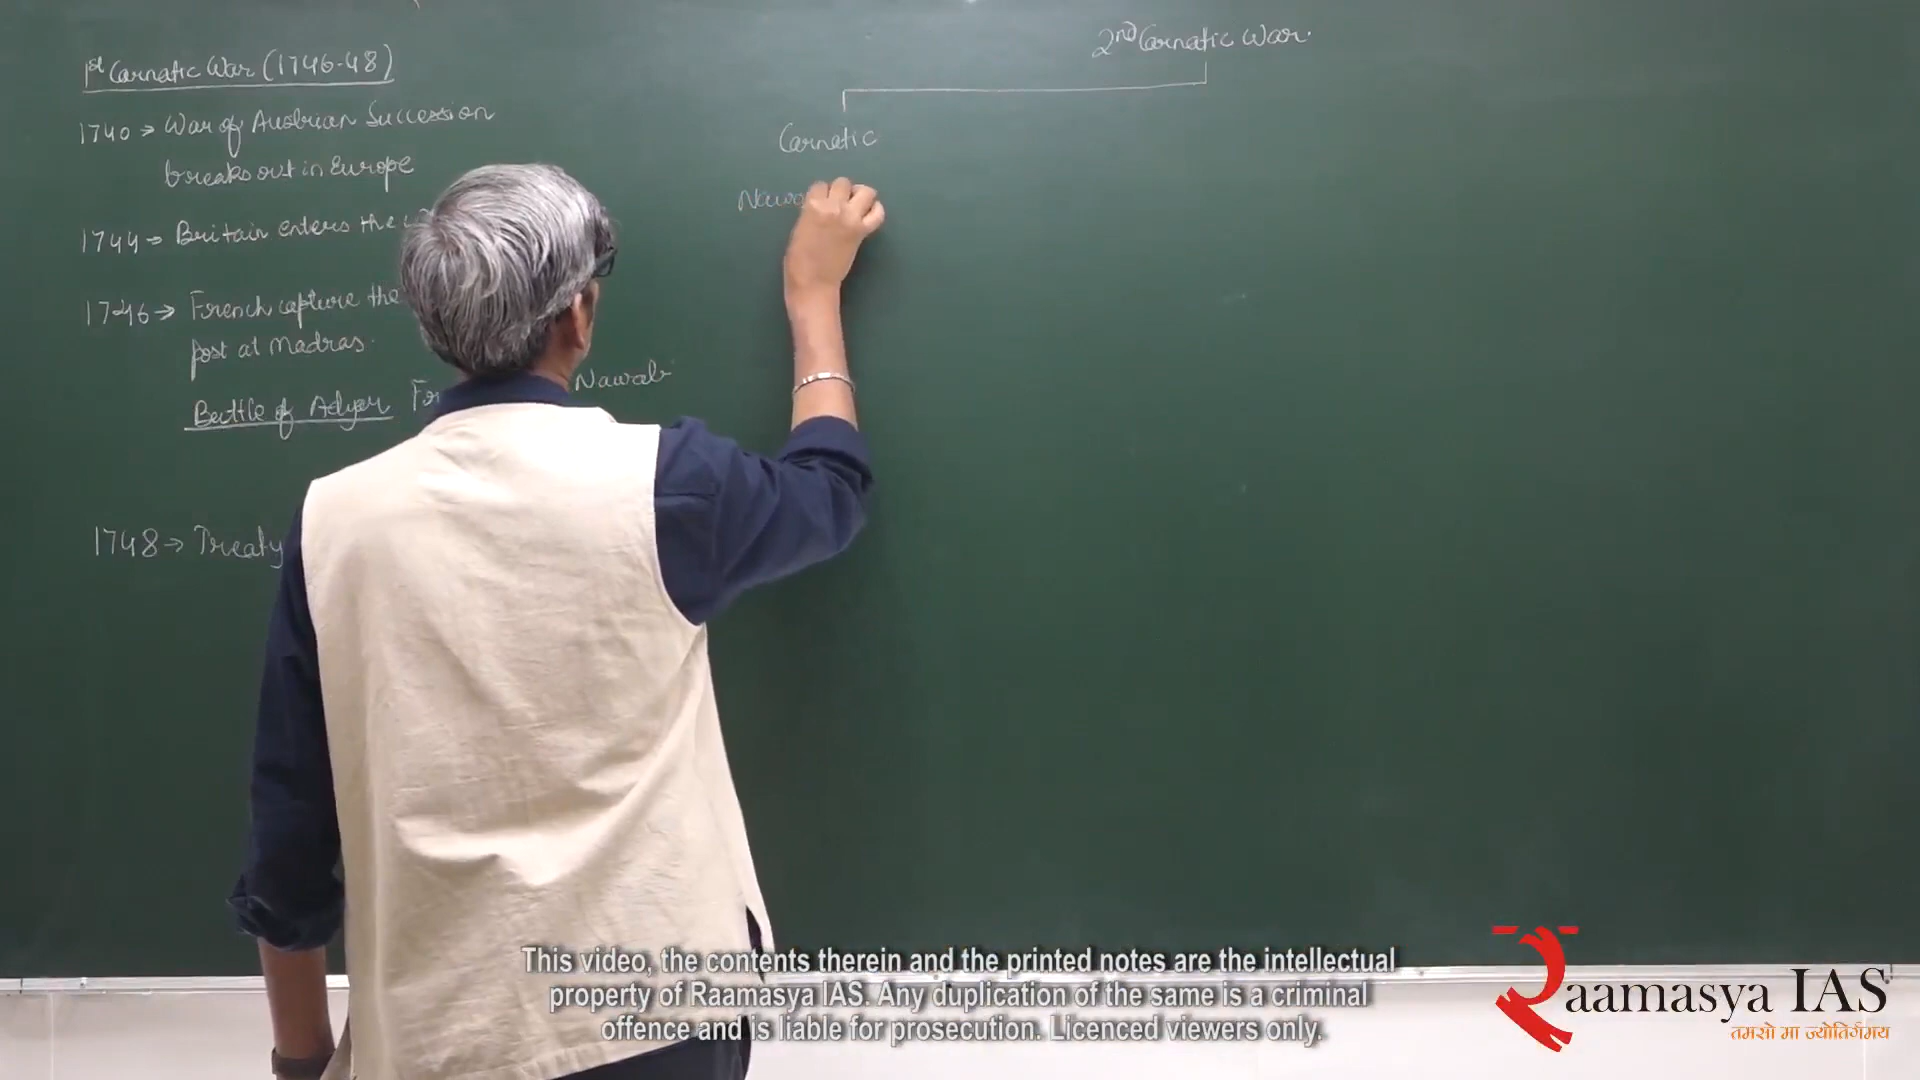 1st Carnatic War (1746-48)
1740 → War of Austrian Succession
breaks out in Europe
1744 → Britain enters the
1746 → French capture the
post at Madras.
Battle of Adyar Nawab
1748 → Treaty
2nd Carnatic War.
Carnatic
This video, the contents therein and the printed notes are the intellectual
property of Raamasya IAS. Any duplication of the same is a criminal
offence and is liable for prosecution. Licenced viewers only.
Raamasya IAS
तमसो मा ज्योतिर्गमय